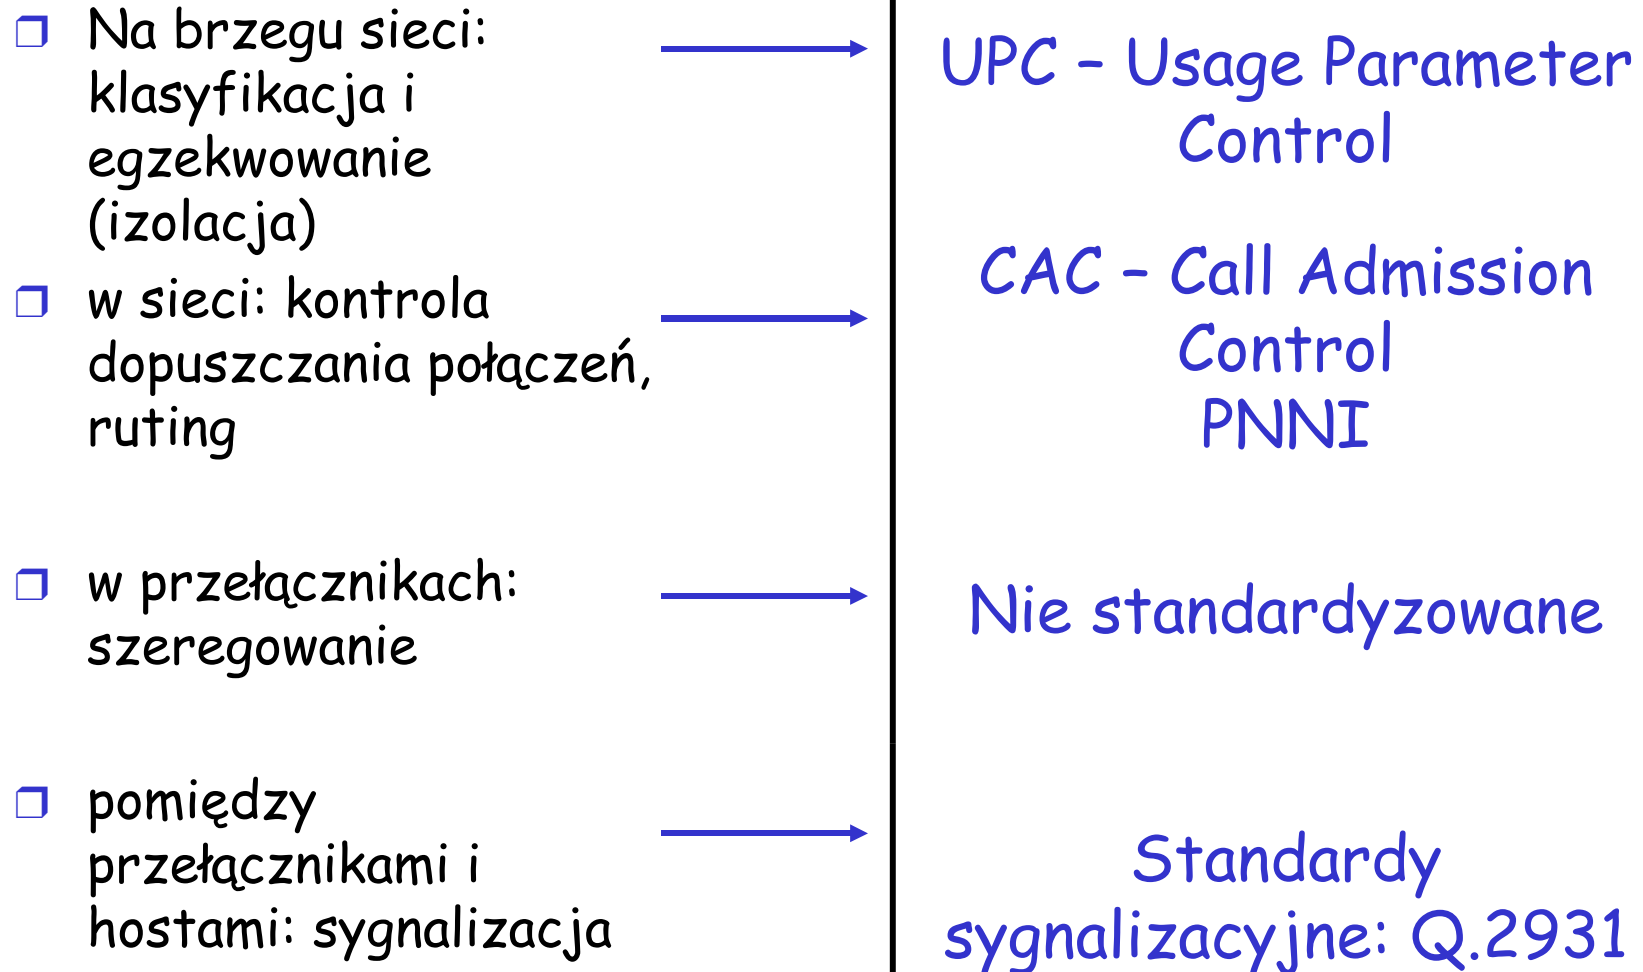 Na brzegu sieci:
klasyfikacja i
egzekwowanie
(izolacja)
w sieci: kontrola
dopuszczania połączeń,
ruting
w przełącznikach:
szeregowanie
pomiędzy
przełącznikami i
hostami: sygnalizacja
UPC – Usage Parameter
Control
CAC – Call Admission
Control
PNNI
Nie standardyzowane
Standardy
sygnalizacyjne: Q.2931